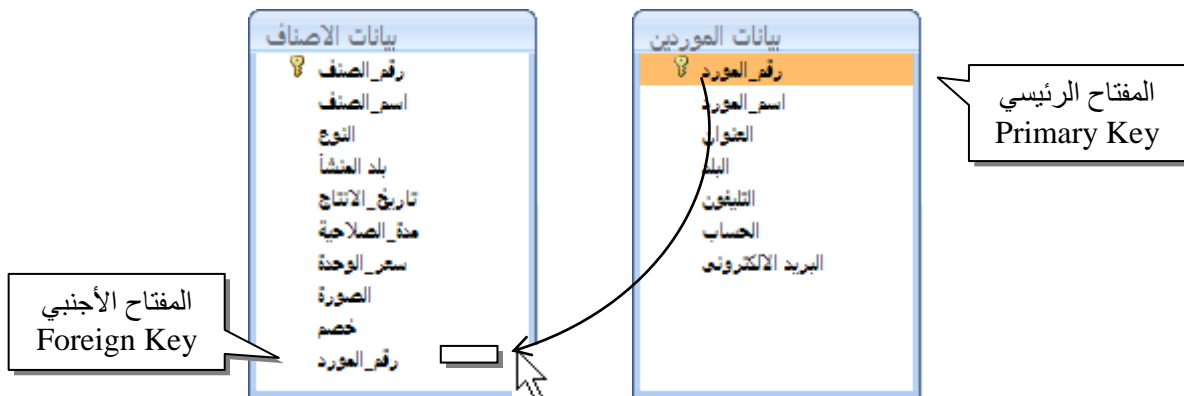 بيانات الموردين
رقم_المورد
اسم_المورد
العنوان
البلد
التليفون
الحساب
البريد الالكترونى
المفتاح الرئيسي
Primary Key
بيانات الاصناف
رقم_الصنف
اسم_الصنف
النوع
بلد المنشأ
تاريخ_الانتاج
مدة_الصلاحية
سعر_الوحدة
الصورة
خصم
رقم_المورد
المفتاح الأجنبي
Foreign Key